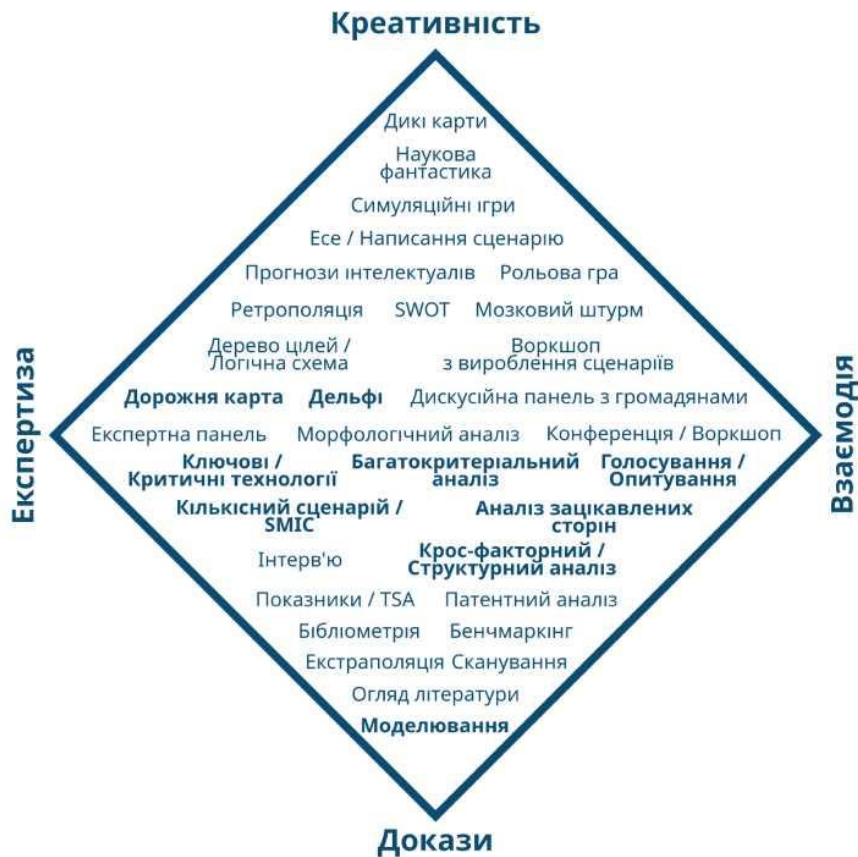 Креативність
Дикі карти
Наукова
фантастика
Симуляційні ігри
Есе / Написання сценарію
Прогнози інтелектуалів Рольова гра
Ретрополяція SWOT Мозковий штурм
Дерево цілей /
Логічна схема
Воркшоп
з вироблення сценаріїв
Дорожня карта Дельфі Дискусійна панель з громадянами
Експертна панель Морфологічний аналіз Конференція / Воркшоп
Ключові /
Критичні технології
Багатокритеріальний
аналіз
Голосування /
Опитування
Кількісний сценарій /
SMIC
Аналіз зацікавлених
сторін
Інтерв'ю
Крос-факторний /
Структурний аналіз
Показники / TSA Патентний аналіз
Бібліометрія Бенчмаркінг
Екстраполяція Сканування
Огляд літератури
Моделювання
Експертиза
Взаємодія
Докази